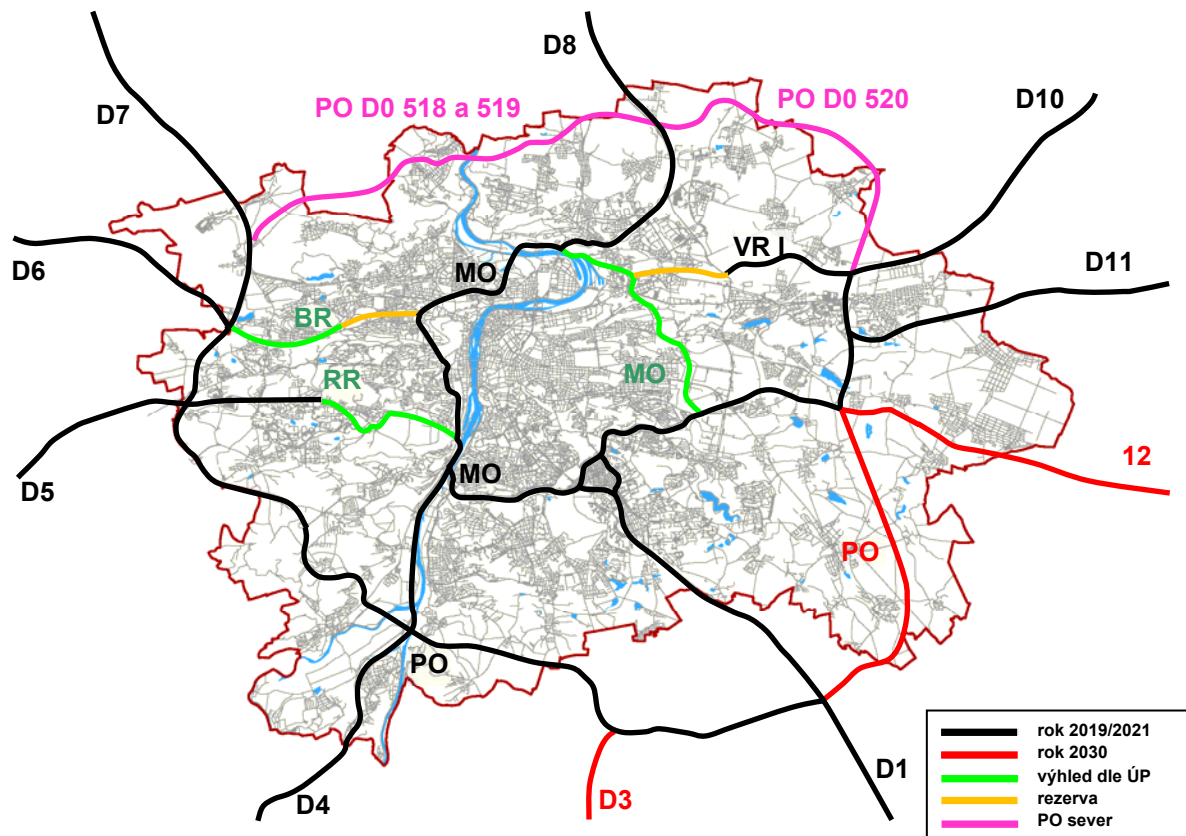 D8
PO D0 518 a 519
PO D0 520
D10
D7
VR I
D6
MO
D11
BR
RR
MO
D5
MO
12
PO
PO
D1
D4
D3
rok 2019/2021
rok 2030
výhled dle ÚP
rezerva
PO sever